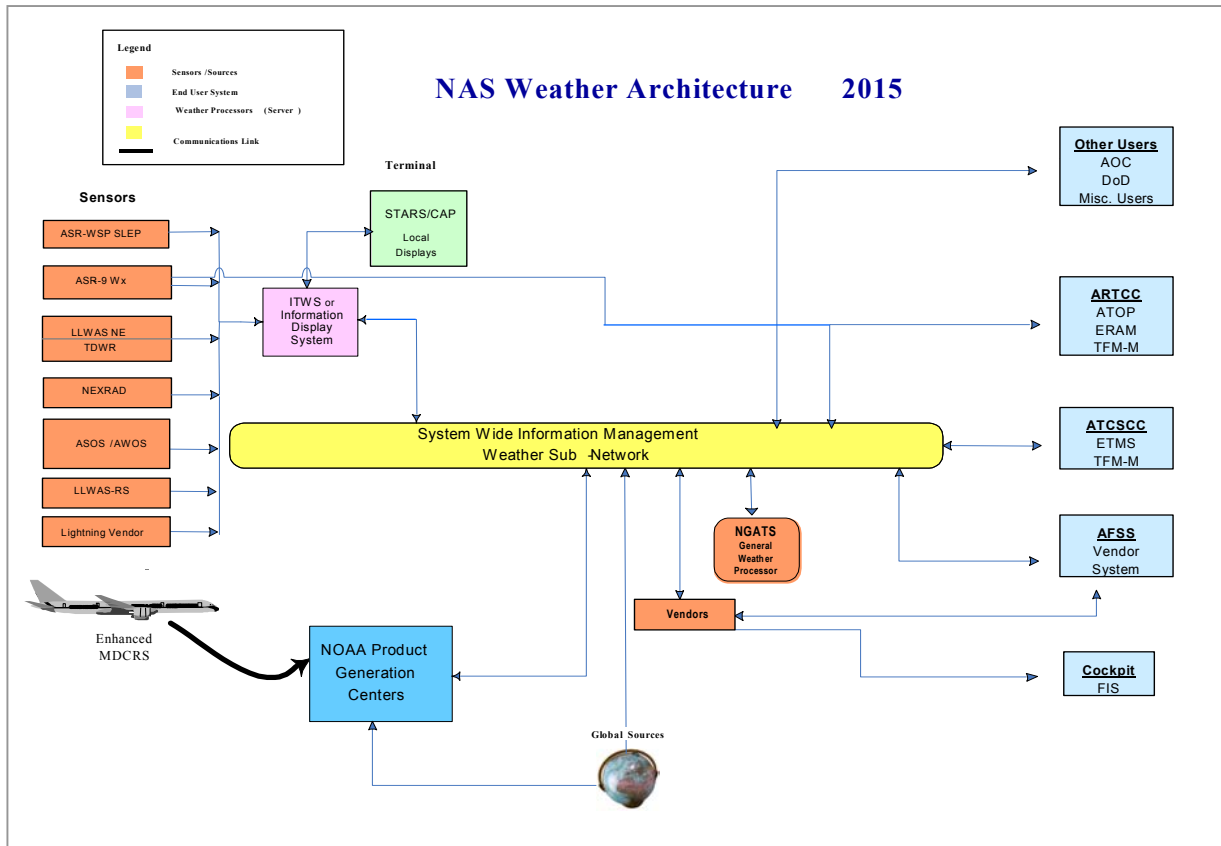 Legend
Sensors /Sources
End User System
Weather Processors (Server )
Communications Link
NAS Weather Architecture 2015
Terminal
Sensors
ASR-WSP SLEP
ASR-9 Wx
LLWAS NE
TDWR
NEXRAD
ASOS /AWOS
LLWAS-RS
Lightning Vendor
STARS/CAP
Local
Displays
ITWS or
Information
Display
System
System Wide Information Management
Weather Sub -Network
Other Users
AOC
DoD
Misc. Users
ARTCC
ATOP
ERAM
TFM-M
ATCSCC
ETMS
TFM-M
AFSS
Vendor
System
Cockpit
FIS
NGATS
General
Weather
Processor
Vendors
Enhanced
MDCRS
NOAA Product
Generation
Centers
Global Sources